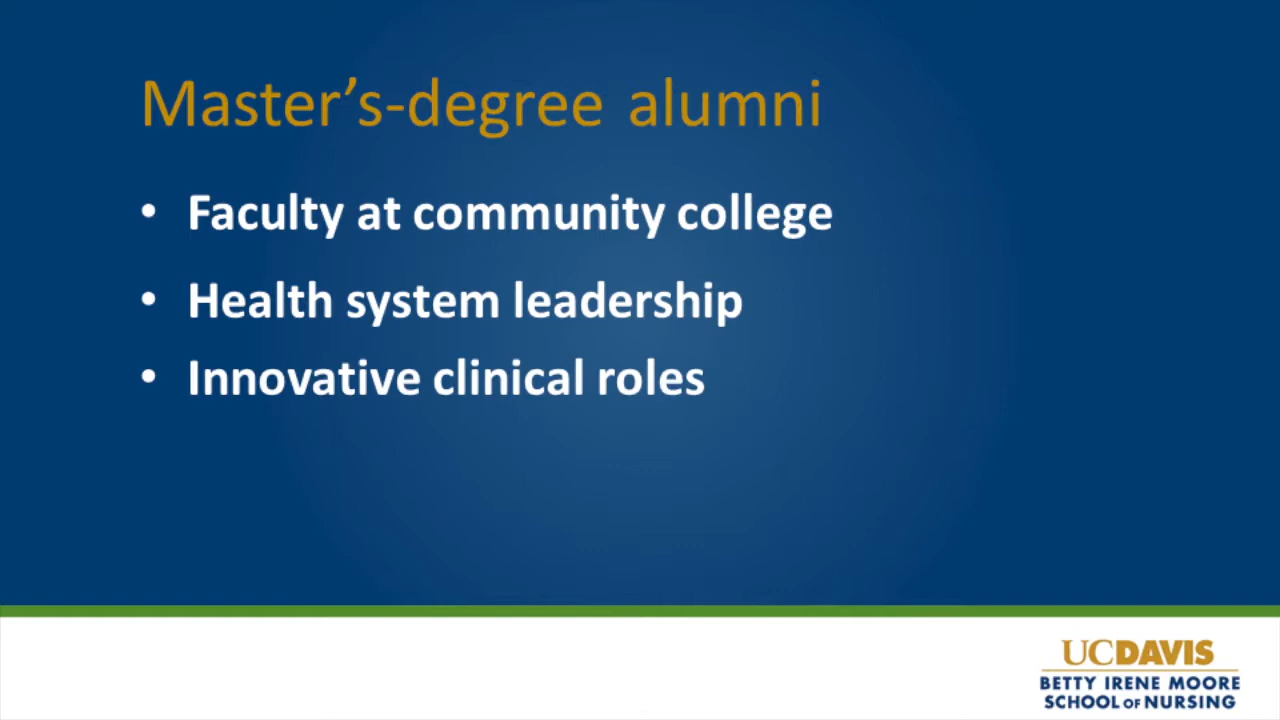 Master’s-degree alumni
• Faculty at community college
• Health system leadership
• Innovative clinical roles
UCDAVIS
BETTY IRENE MOORE
SCHOOL OF NURSING